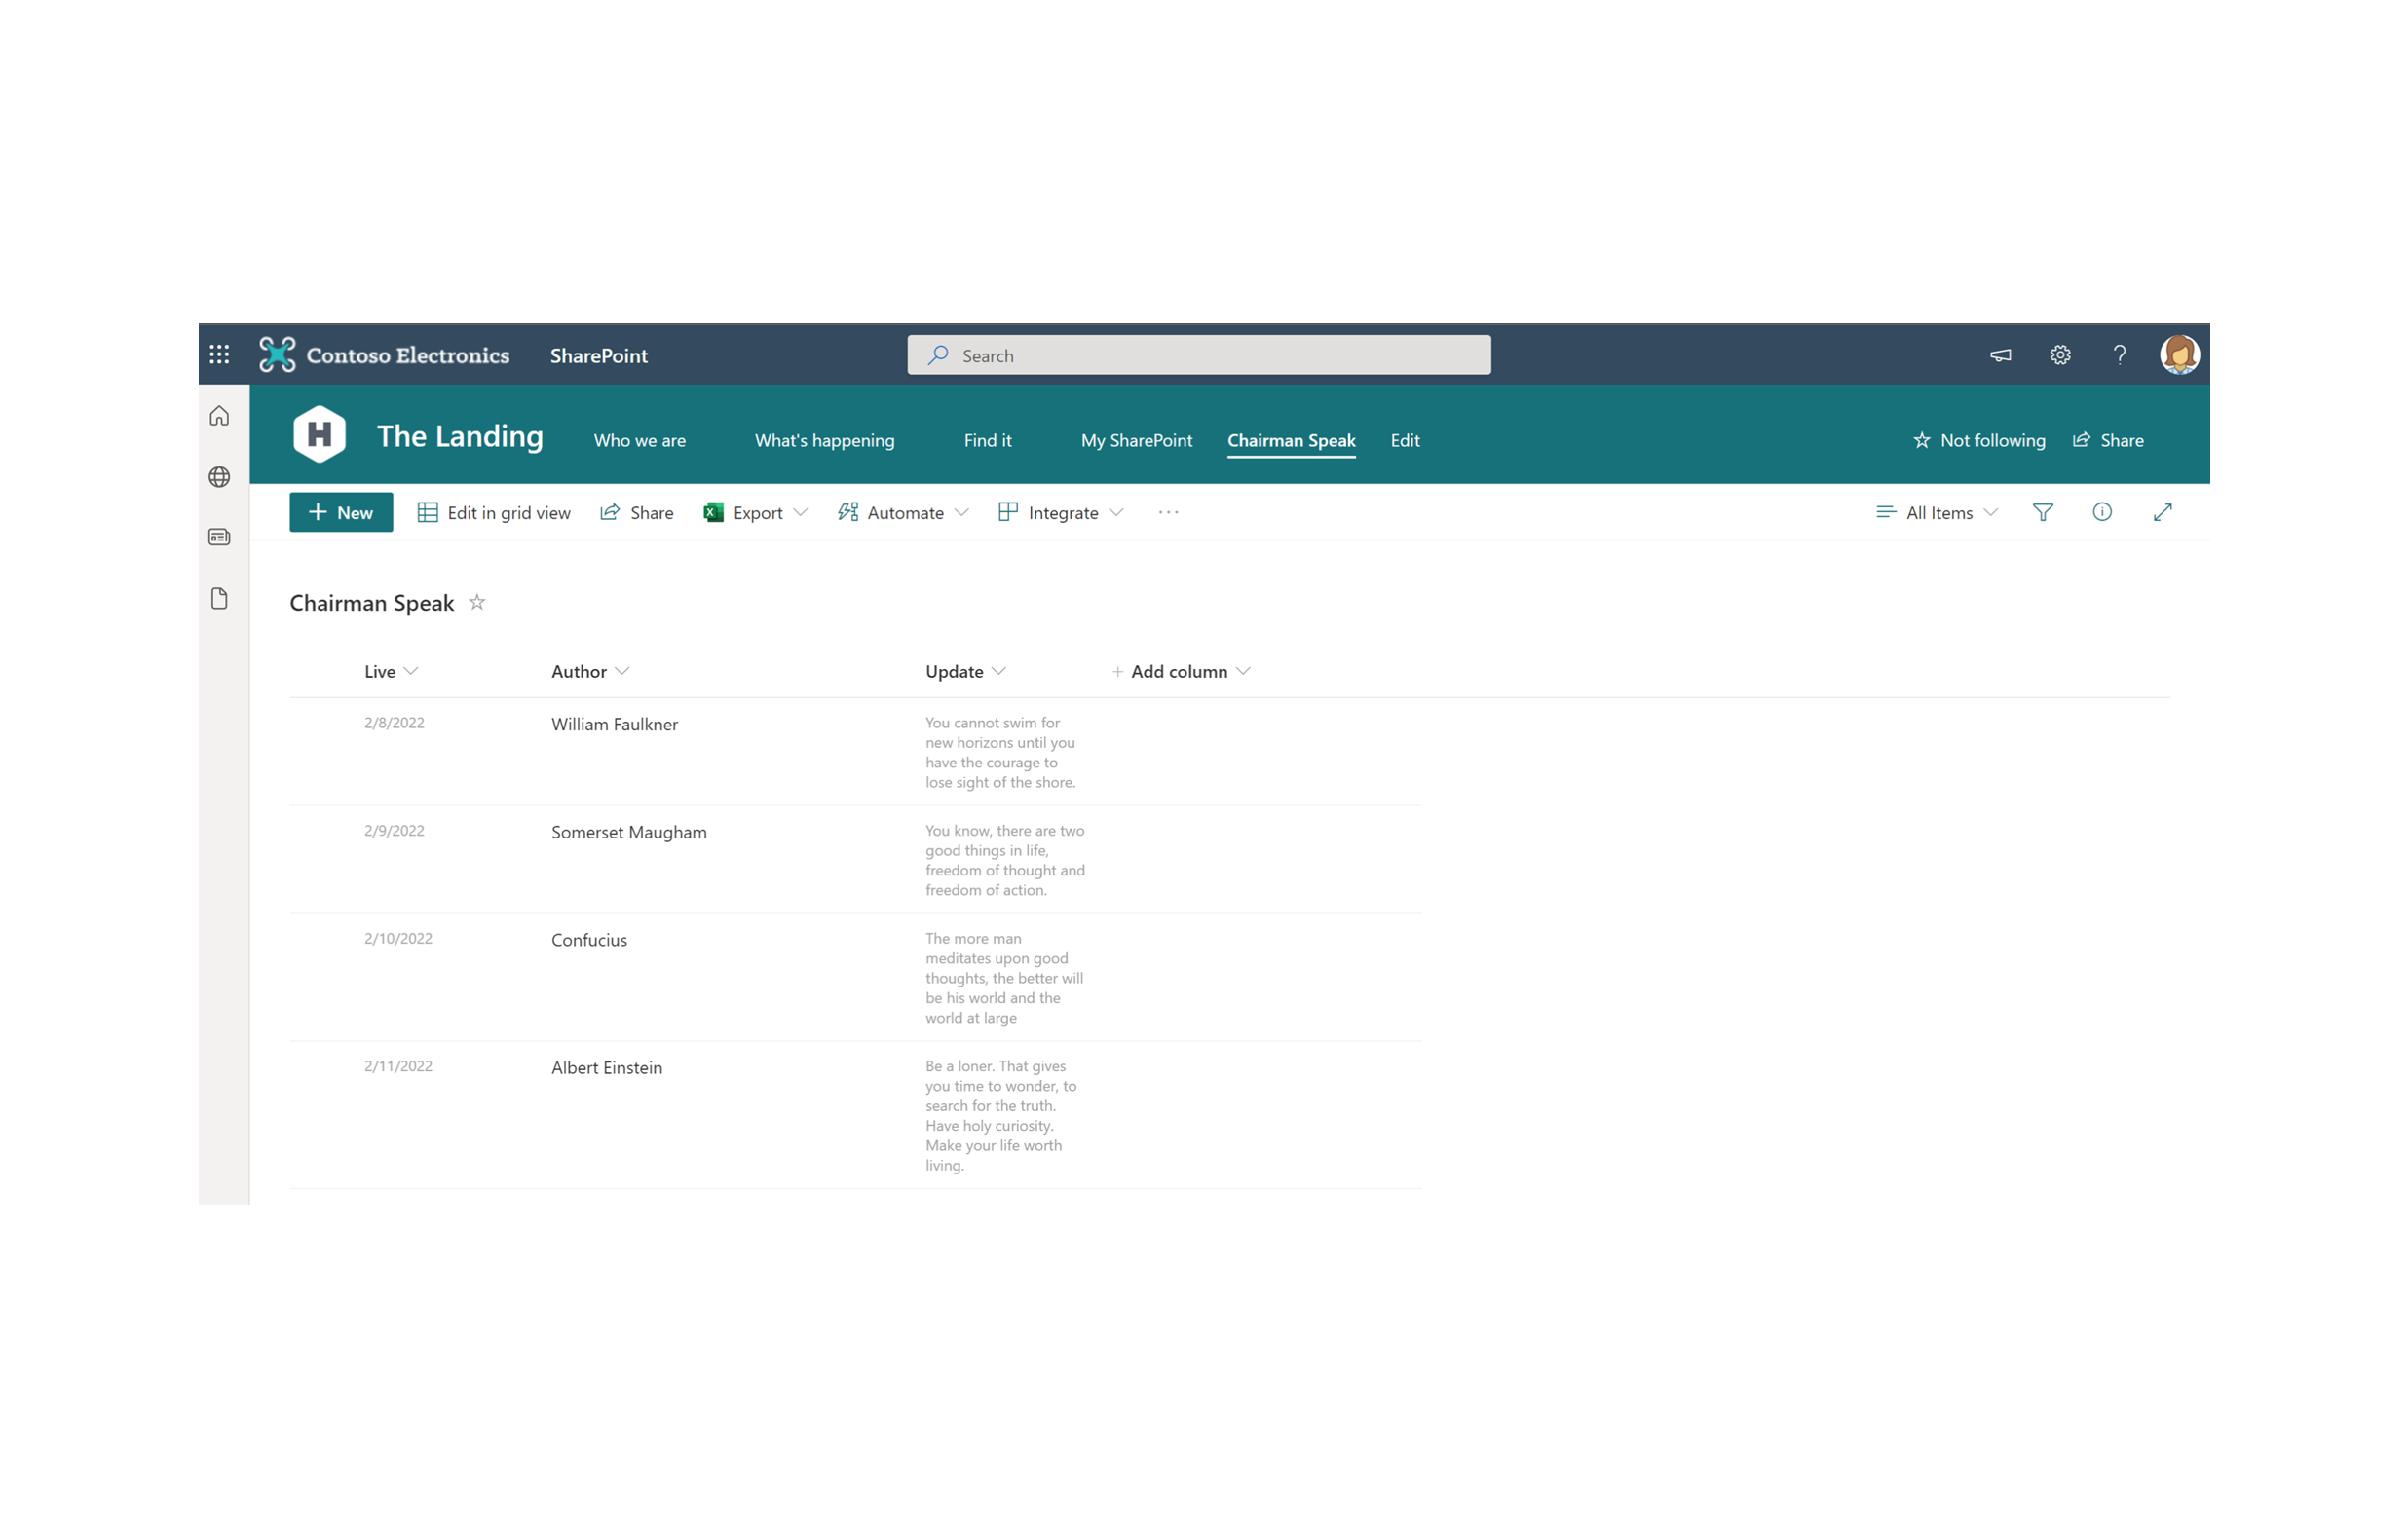 Contoso Electronics SharePoint Search
H The Landing Who we are What's happening Find it My SharePoint Chairman Speak Edit Not following Share
+ New Edit in grid view Share Export Automate Integrate ··· All Items
Chairman Speak
Live Author Update + Add column
2/8/2022 William Faulkner You cannot swim for
new horizons until you
have the courage to
lose sight of the shore.
2/9/2022 Somerset Maugham You know, there are two
good things in life,
freedom of thought and
freedom of action.
2/10/2022 Confucius The more man
meditates upon good
thoughts, the better will
be his world and the
world at large
2/11/2022 Albert Einstein Be a loner. That gives
you time to wonder, to
search for the truth.
Have holy curiosity.
Make your life worth
living.